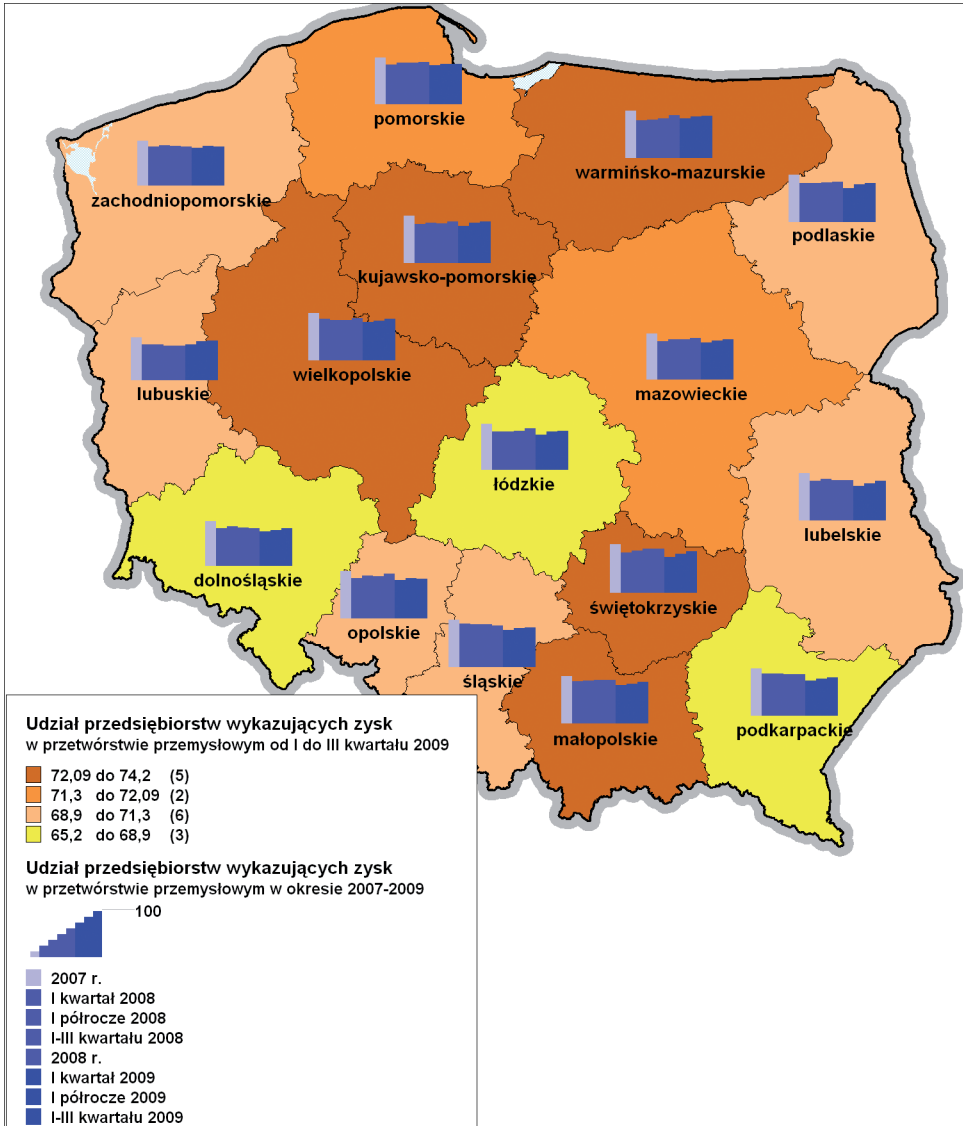 pomorskie
warmińsko-mazurskie
zachodniopomorskie
podlaskie
kujawsko-pomorskie
wielkopolskie
lubuskie
mazowieckie
łódzkie
lubelskie
dolnośląskie
świętokrzyskie
opolskie
śląskie
małopolskie
podkarpackie
Udział przedsiębiorstw wykazujących zysk
w przetwórstwie przemysłowym od I do III kwartału 2009
72,09 do 74,2 (5)
71,3 do 72,09 (2)
68,9 do 71,3 (6)
65,2 do 68,9 (3)
Udział przedsiębiorstw wykazujących zysk
w przetwórstwie przemysłowym w okresie 2007-2009
100
2007 r.
I kwartał 2008
I półrocze 2008
I-III kwartału 2008
2008 r.
I kwartał 2009
I półrocze 2009
I-III kwartału 2009